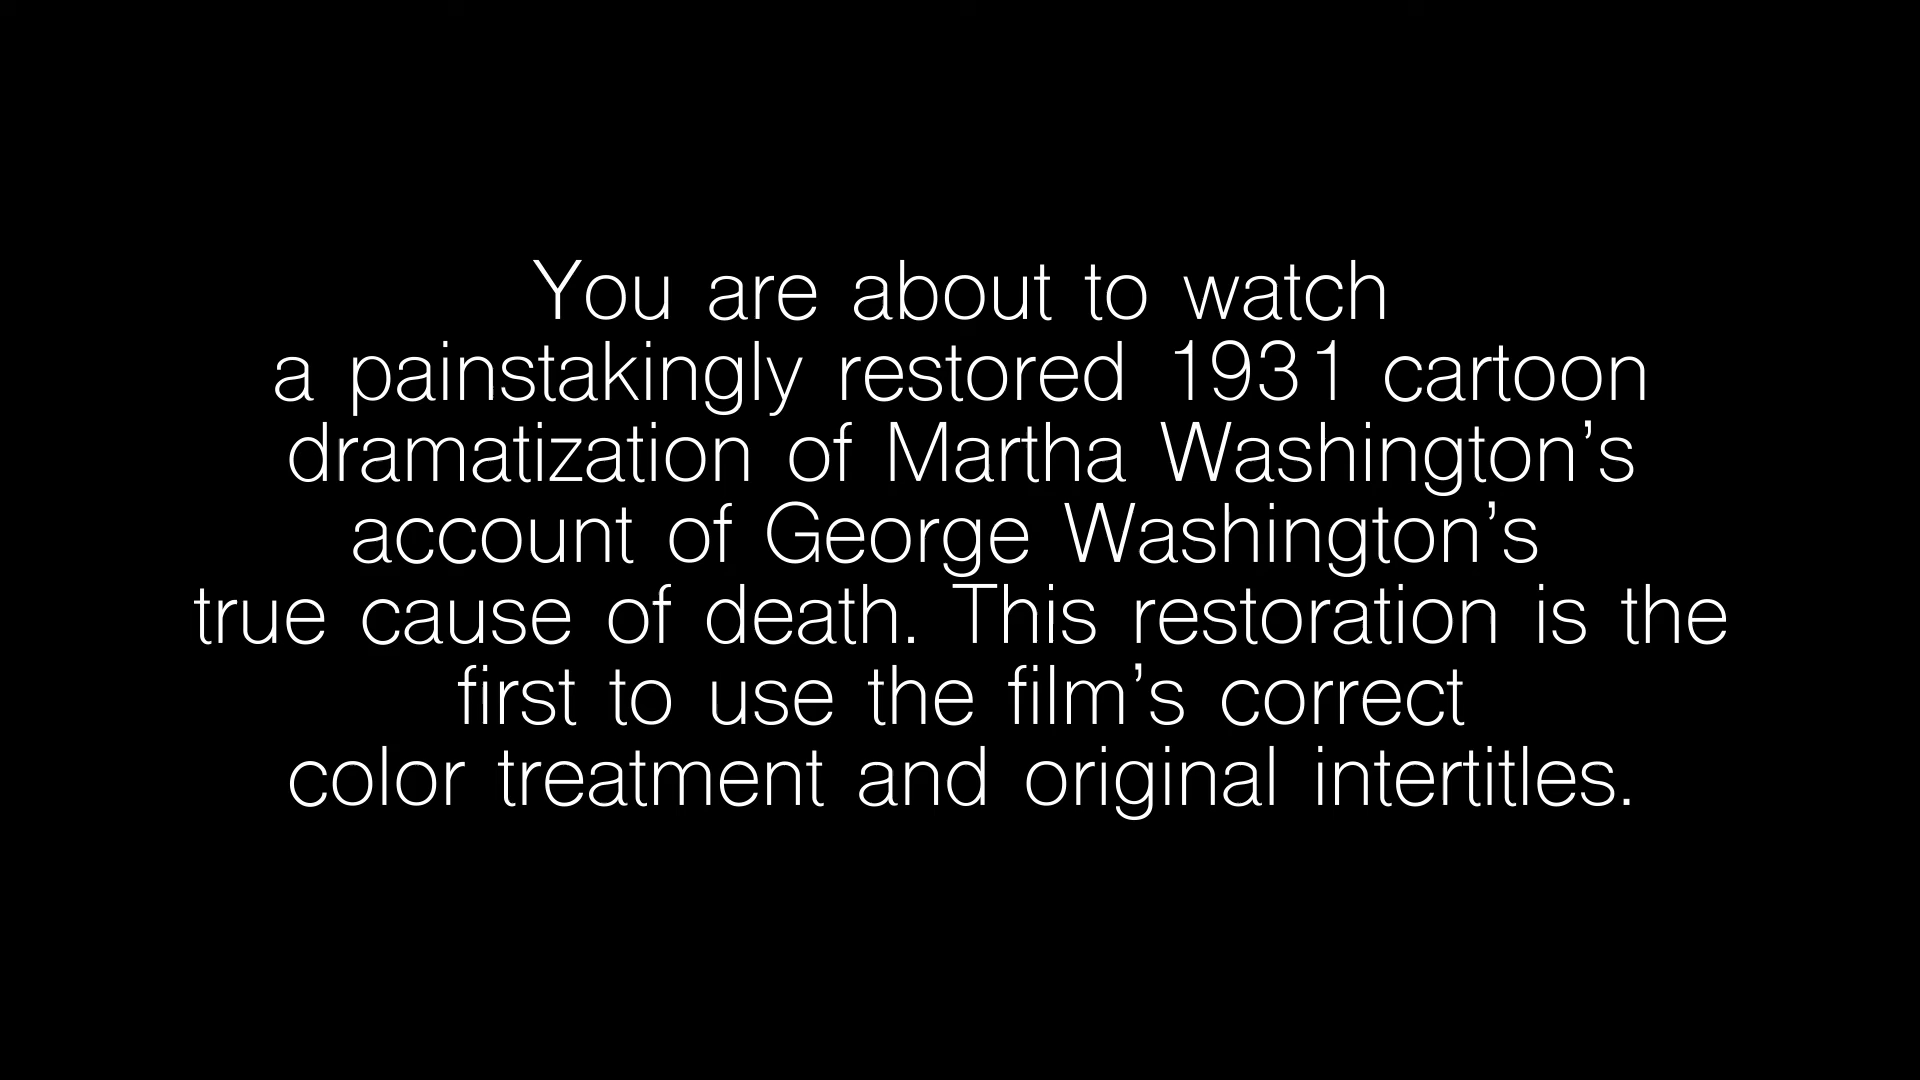 You are about to watch
a painstakingly restored 1931 cartoon
dramatization of Martha Washington’s
account of George Washington’s
true cause of death. This restoration is the
first to use the film’s correct
color treatment and original intertitles.